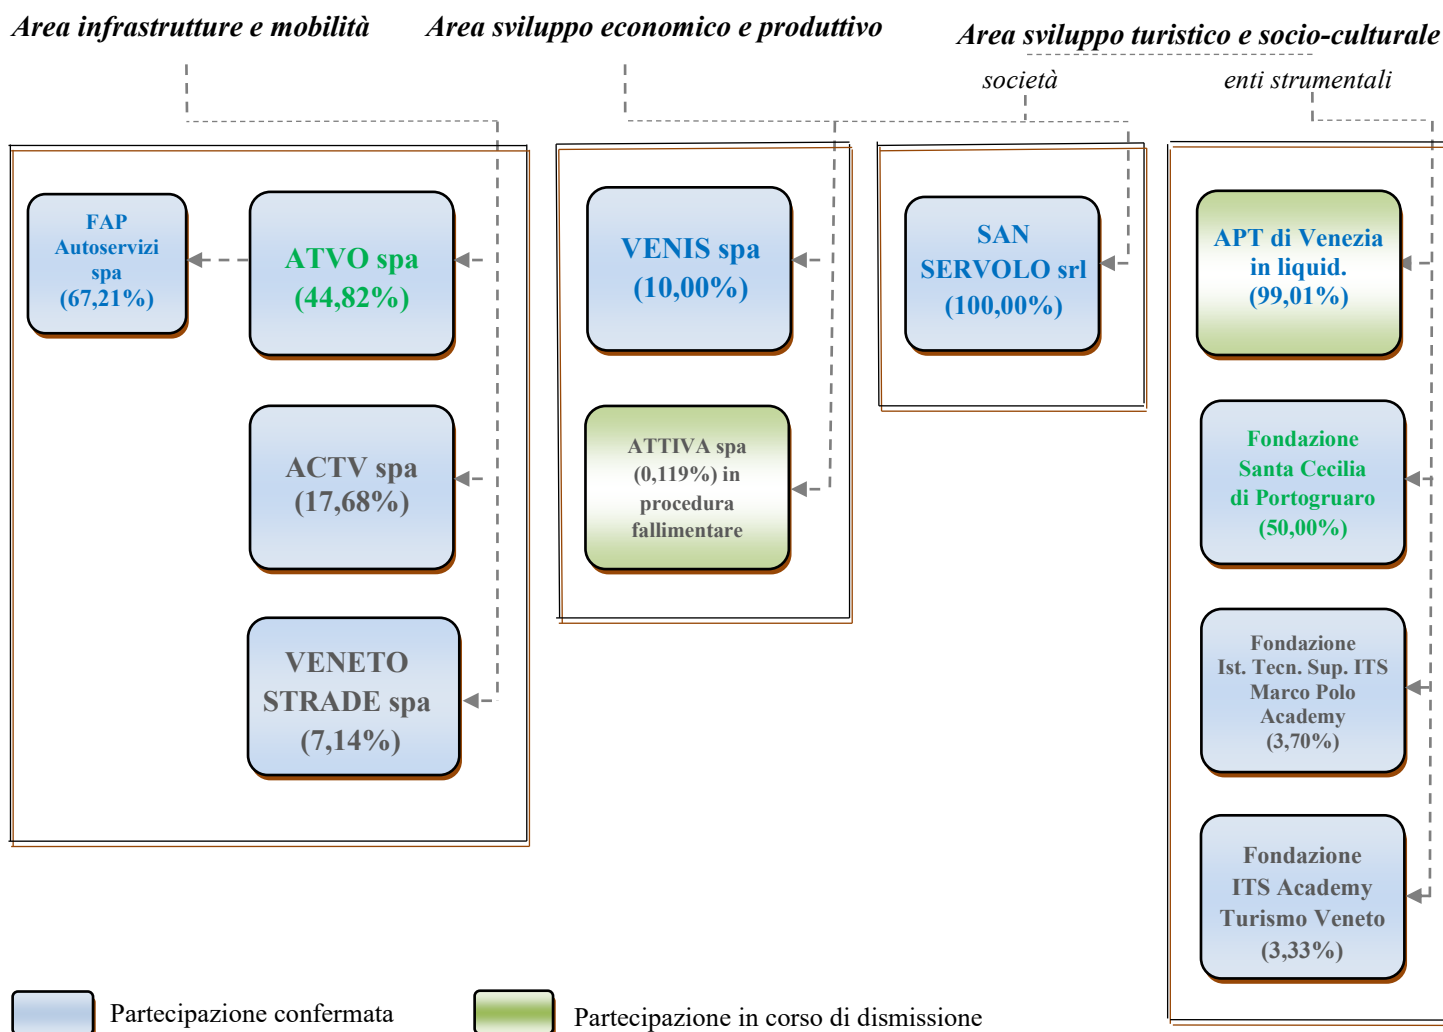 Area infrastrutture e mobilità
Area sviluppo economico e produttivo
Area sviluppo turistico e socio-culturale
società
enti strumentali
FAP
Autoservizi
spa
(67,21%)
ATVO spa
(44,82%)
ACTV spa
(17,68%)
VENETO
STRADE spa
(7,14%)
VENIS spa
(10,00%)
ATTIVA spa
(0,119%) in
procedura
fallimentare
SAN
SERVOLO srl
(100,00%)
APT di Venezia
in liquid.
(99,01%)
Fondazione
Santa Cecilia
di Portogruaro
(50,00%)
Fondazione
Ist. Tecn. Sup. ITS
Marco Polo
Academy
(3,70%)
Fondazione
ITS Academy
Turismo Veneto
(3,33%)
Partecipazione confermata
Partecipazione in corso di dismissione